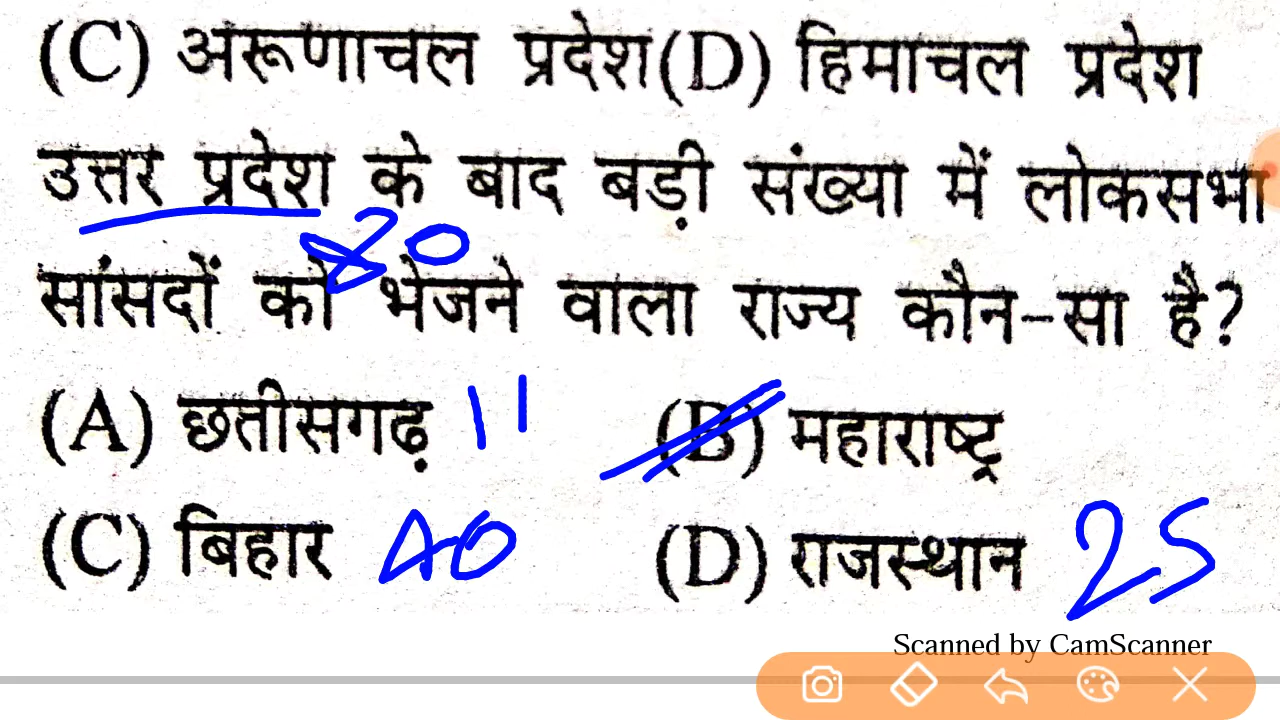 (C) अरूणाचल प्रदेश(D) हिमाचल प्रदेश
उत्तर प्रदेश के बाद बड़ी संख्या में लोकसभा
80
सांसदों को भेजने वाला राज्य कौन-सा है?
(A) छतीसगढ़ 11 (B) महाराष्ट्र
(C) बिहार 40 (D) राजस्थान 25
Scanned by CamScanner